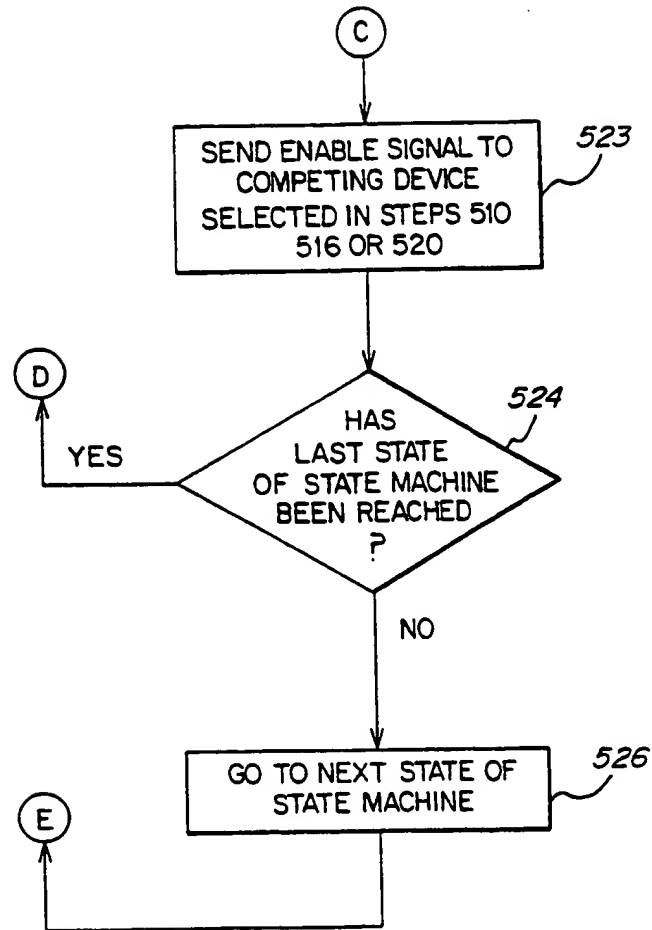 C
SEND ENABLE SIGNAL TO
COMPETING DEVICE
SELECTED IN STEPS 510
516 OR 520
523
D
YES
HAS
LAST STATE
OF STATE MACHINE
BEEN REACHED
?
524
NO
GO TO NEXT STATE OF
STATE MACHINE
526
E